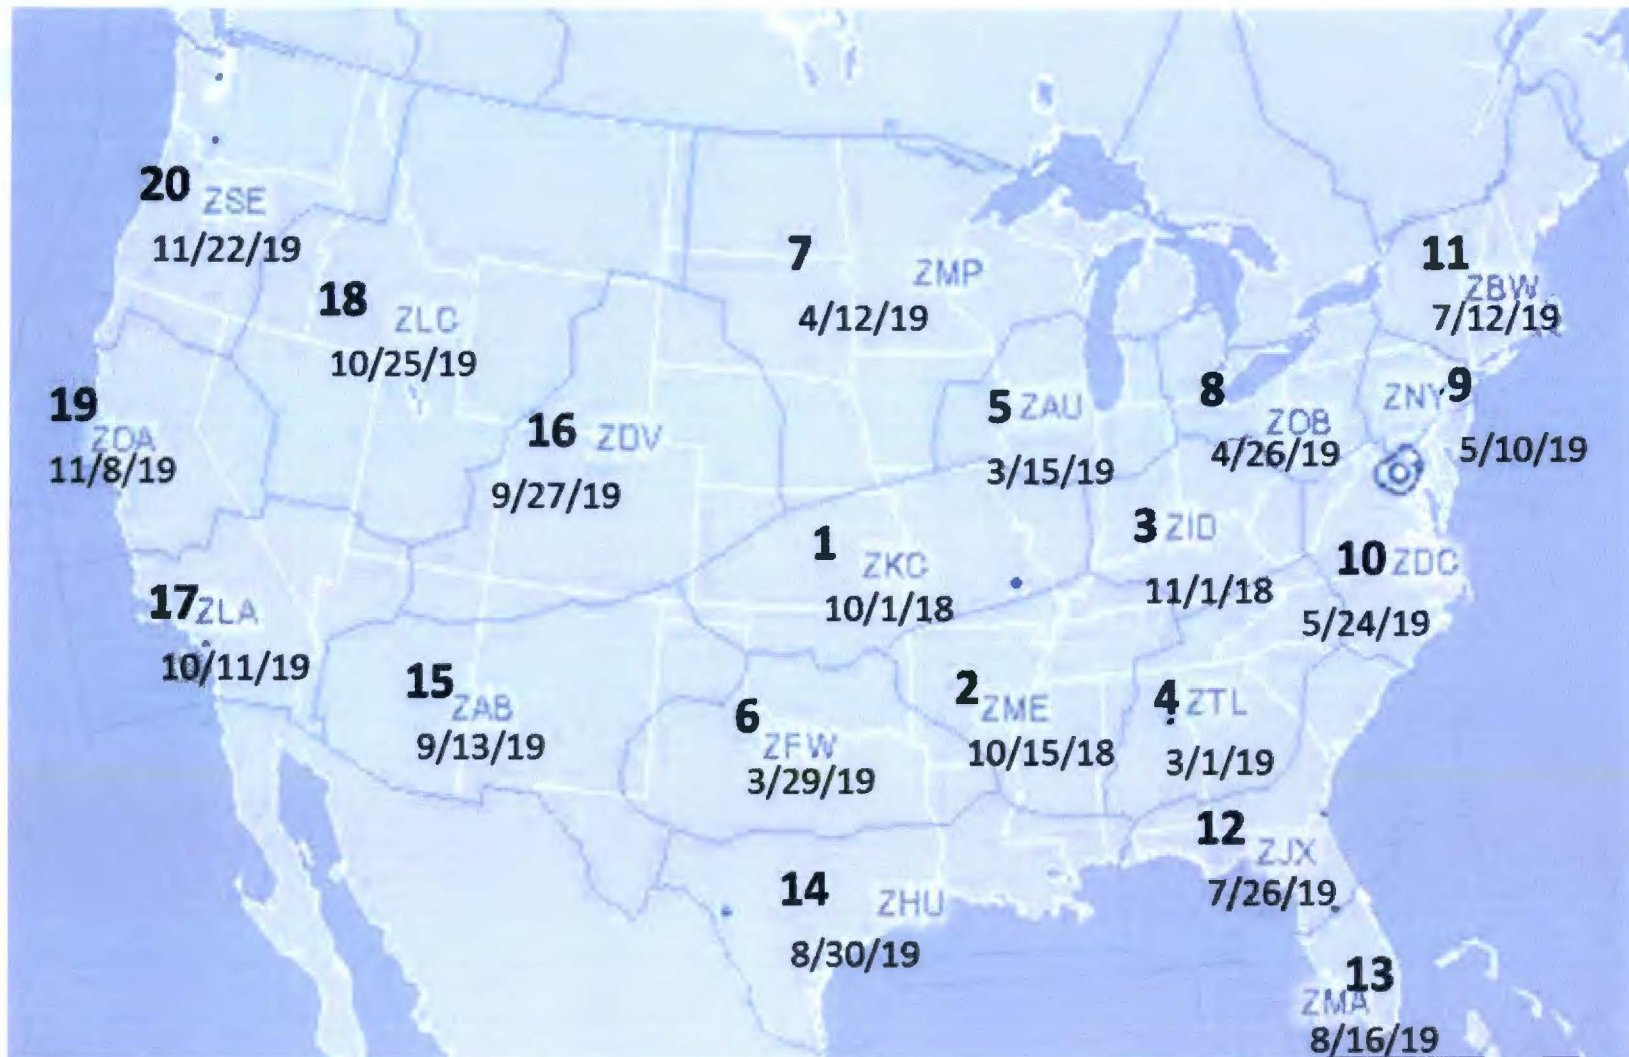 20 ZSE
11/22/19
18 ZLC
10/25/19
19 ZOA
11/8/19
17 ZLA
10/11/19
16 ZDV
9/27/19
15 ZAB
9/13/19
7 ZMP
4/12/19
5 ZAU
3/15/19
8 ZOB
4/26/19
11 ZBW
7/12/19
ZNY 9
5/10/19
1 ZKC
10/1/18
3 ZID
11/1/18
10 ZDC
5/24/19
6 ZFW
3/29/19
2 ZME
10/15/18
4 ZTL
3/1/19
12 ZJX
7/26/19
14 ZHU
8/30/19
13 ZMA
8/16/19